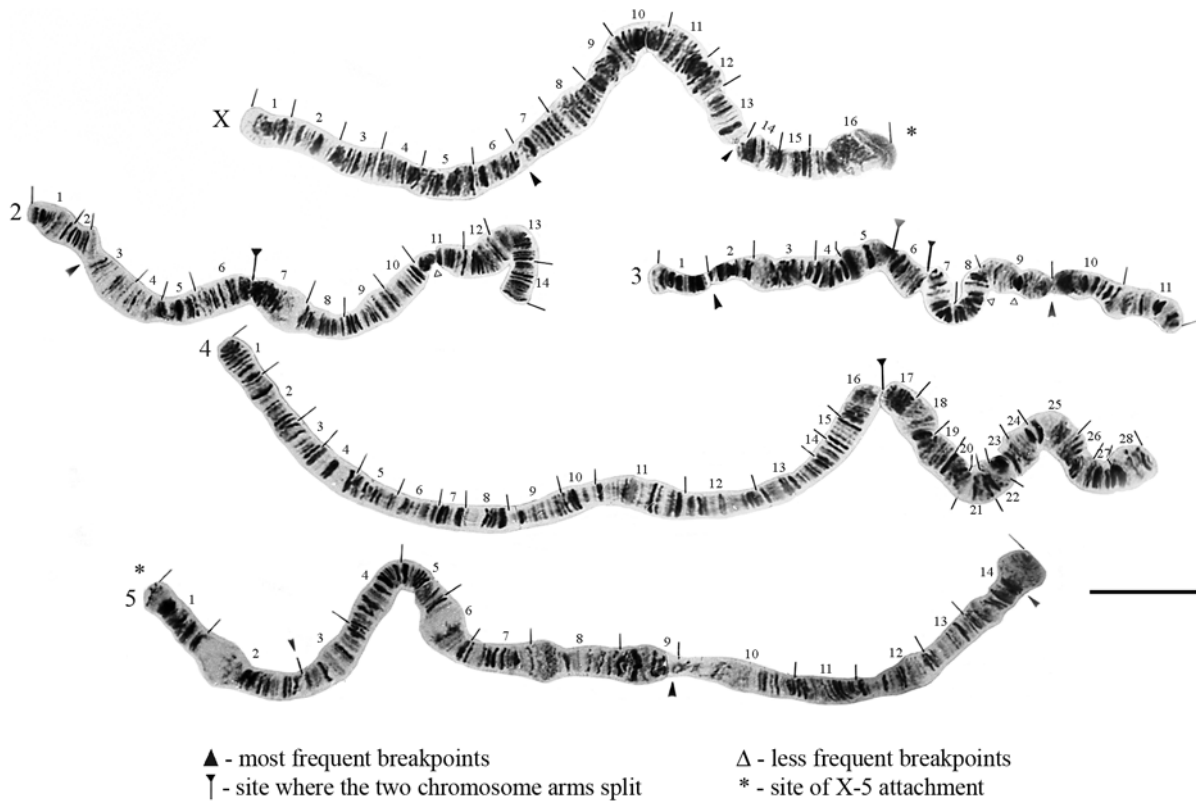 X 1 2 3 4 5 6 7 8 9 10 11 12 13 14 15 16 *
2 1 2 3 4 5 6 7 8 9 10 11 12 13 14
3 1 2 3 4 5 6 7 8 9 10 11
4 1 2 3 4 5 6 7 8 9 10 11 12 13 14 15 16 17 18 19 20 21 22 23 24 25 26 27 28
* 5 1 2 3 4 5 6 7 8 9 10 11 12 13 14
▲ - most frequent breakpoints
- site where the two chromosome arms split
Δ - less frequent breakpoints
* - site of X-5 attachment